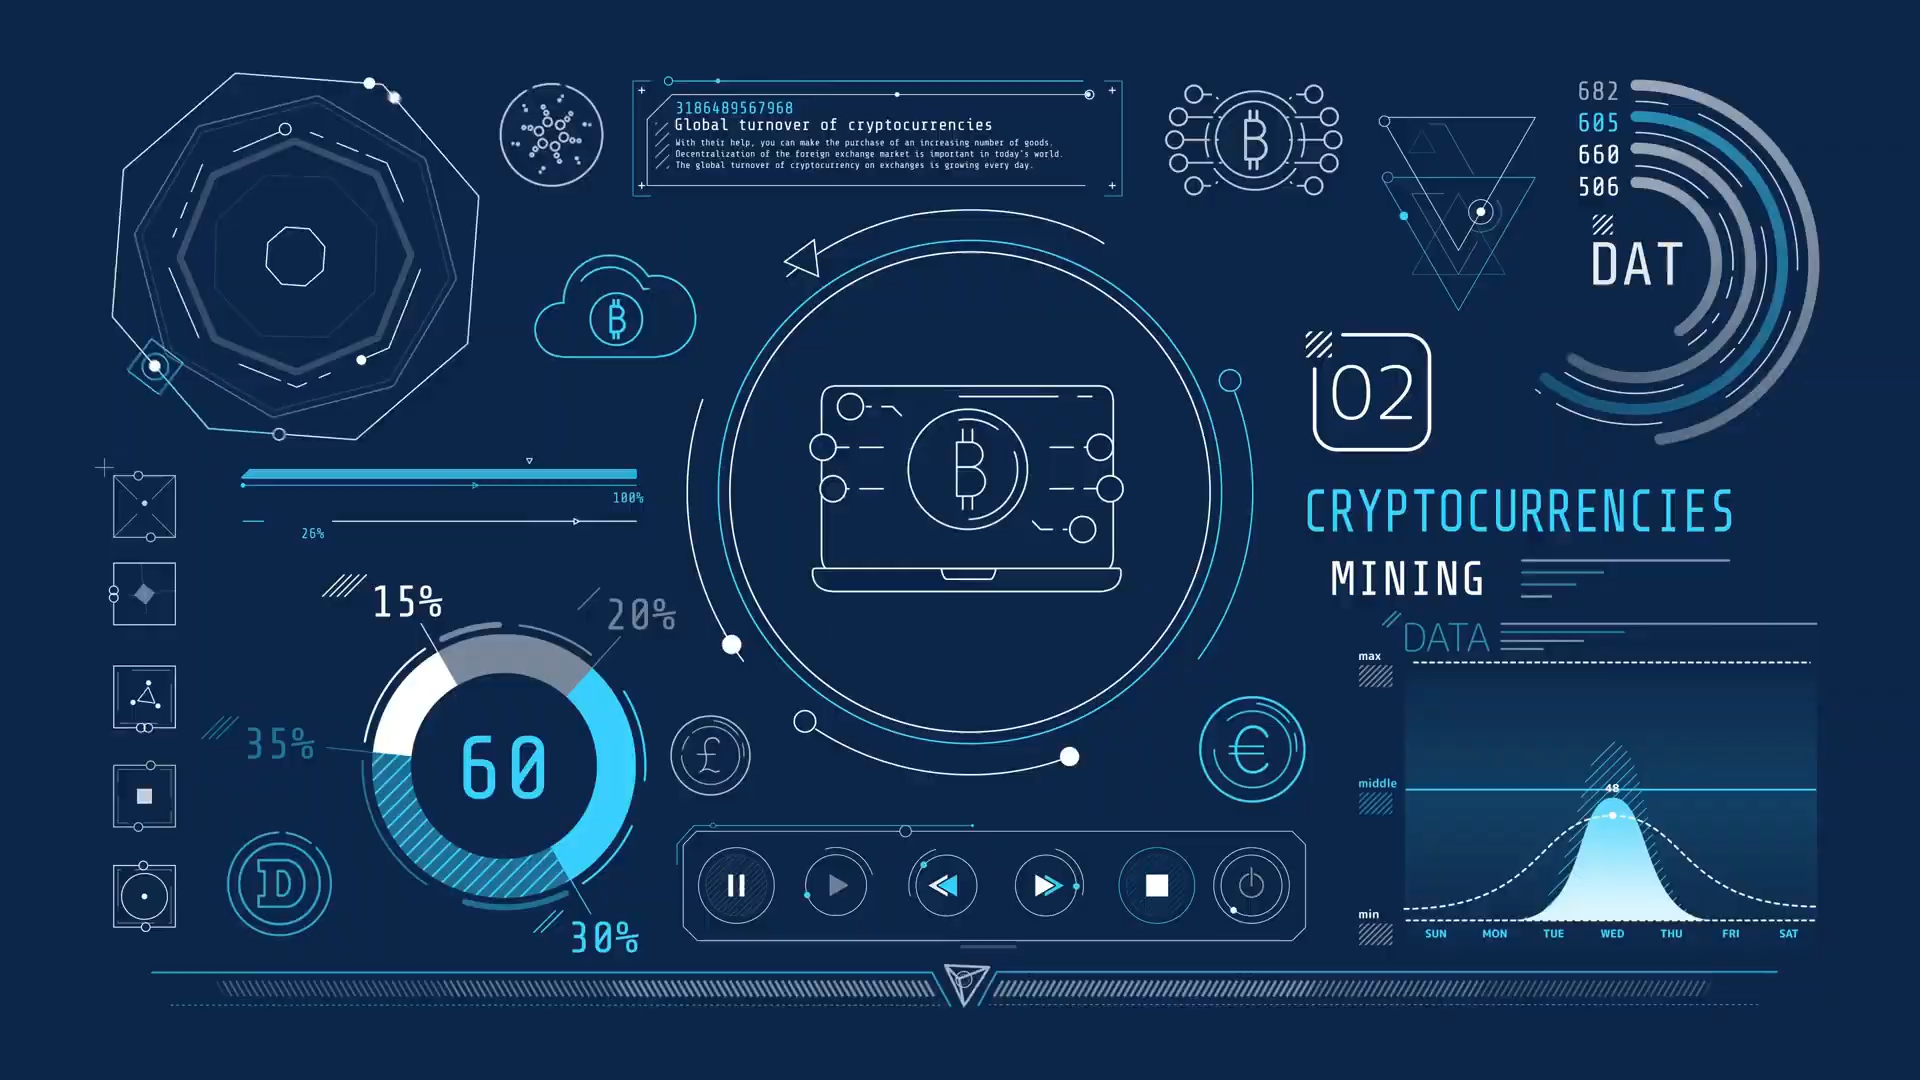 3186489567968
Global turnover of cryptocurrencies
With their help, you can make the purchase of an increasing number of goods.
Decentralization of the foreign exchange market is important in today's world.
The global turnover of cryptocurrency on exchanges is growing every day.
682
605
660
506
DAT
02
CRYPTOCURRENCIES
MINING
DATA
max
middle
min
48
SUN MON TUE WED THU FRI SAT
100%
26%
15%
20%
35%
60
30%
£
€